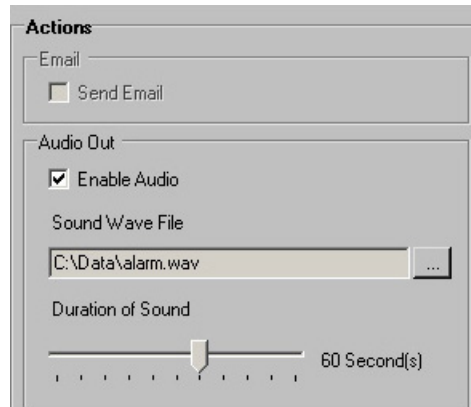 Actions
Email
Send Email
Audio Out
Enable Audio
Sound Wave File
C:\Data\alarm.wav
...
Duration of Sound
60 Second(s)